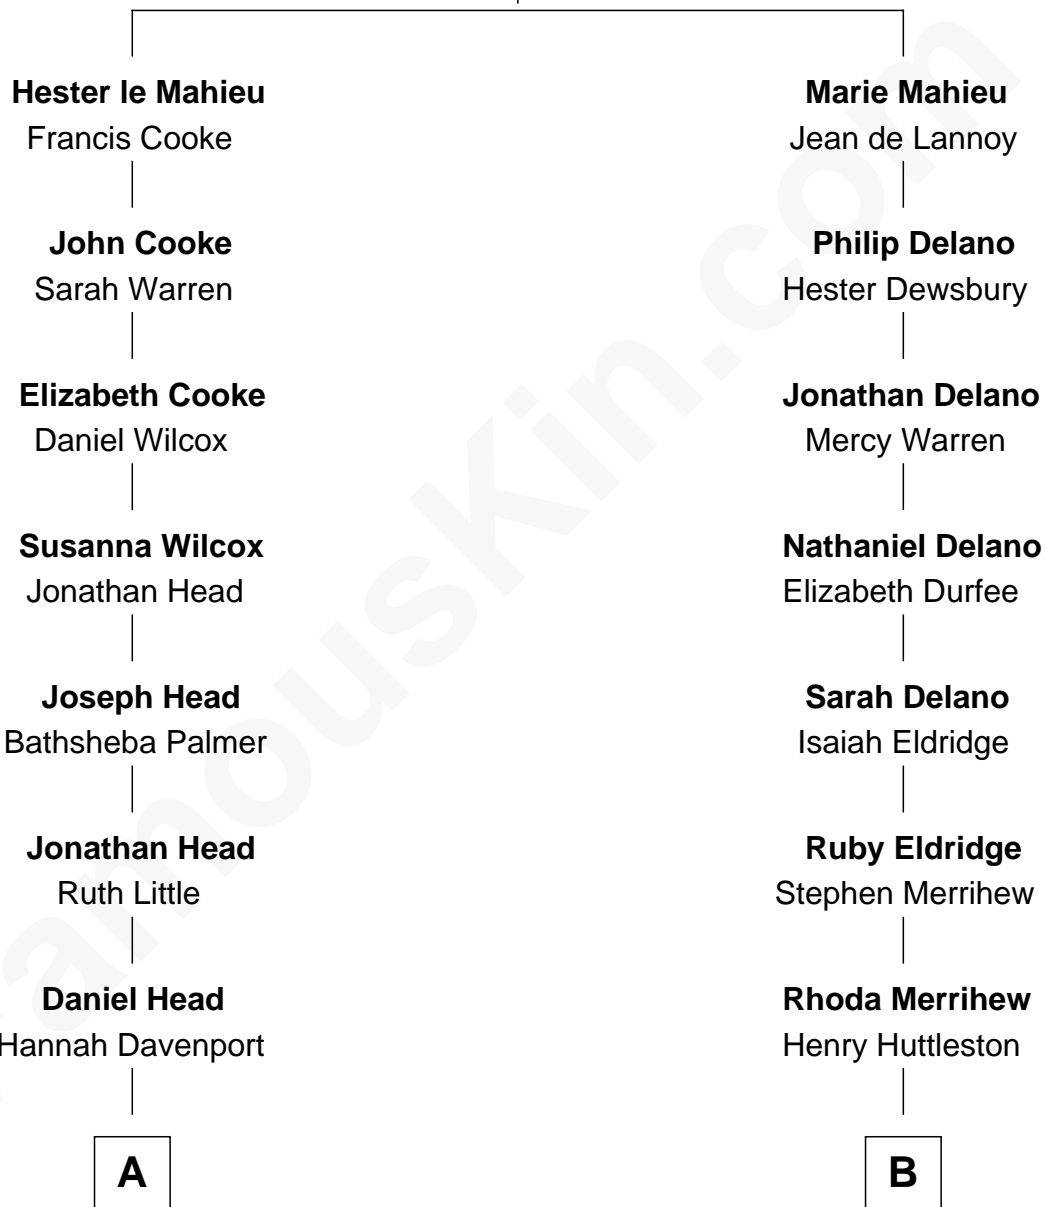 Hester le Mahieu
Francis Cooke
John Cooke
Sarah Warren
Elizabeth Cooke
Daniel Wilcox
Susanna Wilcox
Jonathan Head
Joseph Head
Bathsheba Palmer
Jonathan Head
Ruth Little
Daniel Head
Hannah Davenport
A
Marie Mahieu
Jean de Lannoy
Philip Delano
Hester Dewsbury
Jonathan Delano
Mercy Warren
Nathaniel Delano
Elizabeth Durfee
Sarah Delano
Isaiah Eldridge
Ruby Eldridge
Stephen Merrihew
Rhoda Merrihew
Henry Huttleston
B
FamousKin.com